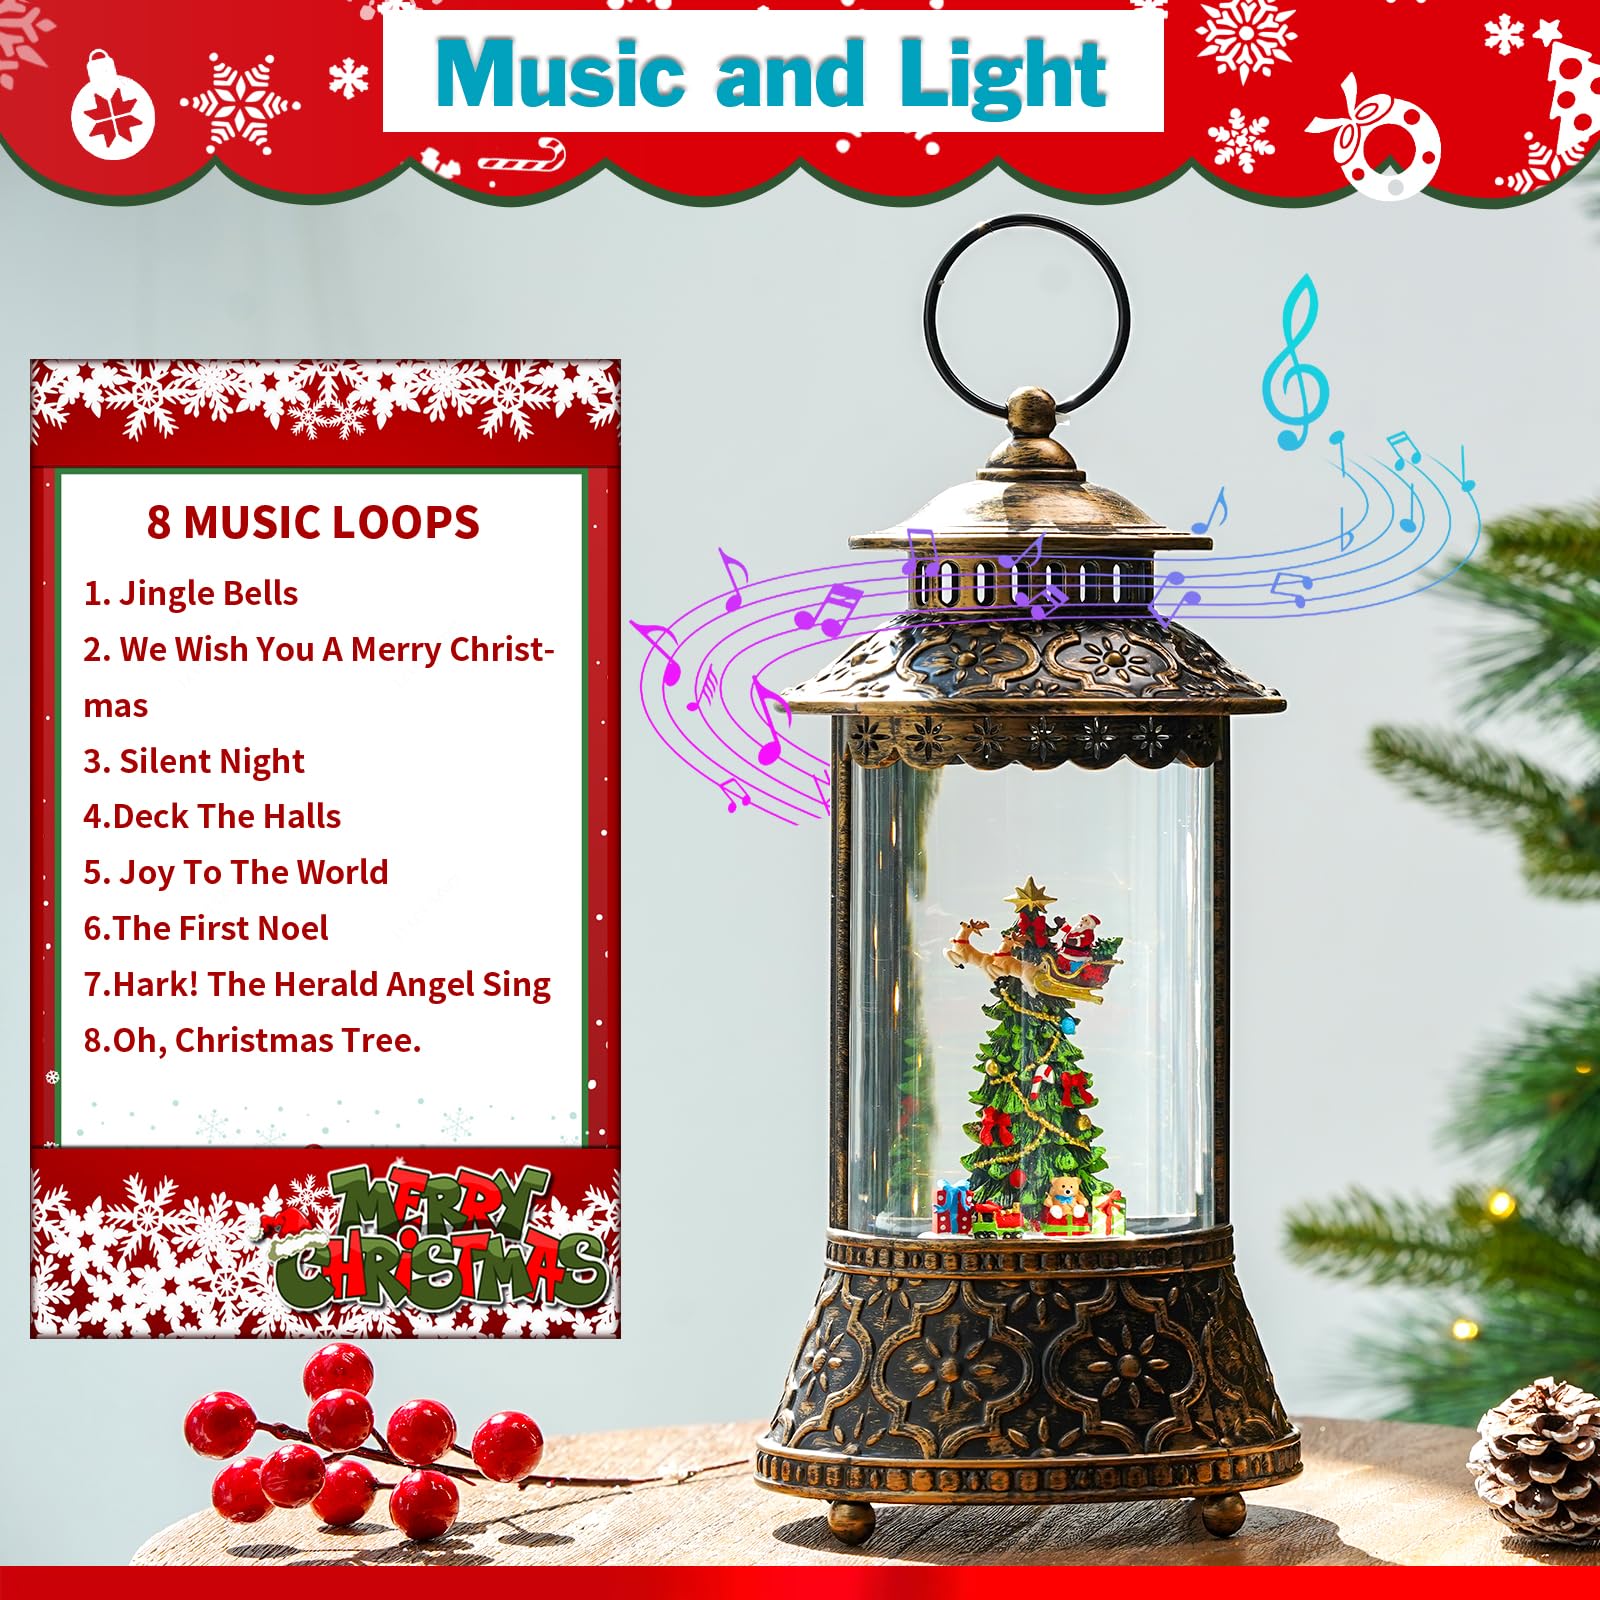 Music and Light
8 MUSIC LOOPS
1. Jingle Bells
2. We Wish You A Merry Christ-
mas
3. Silent Night
4.Deck The Halls
5. Joy To The World
6.The First Noel
7.Hark! The Herald Angel Sing
8.Oh, Christmas Tree.
MERRY
CHRISTMAS